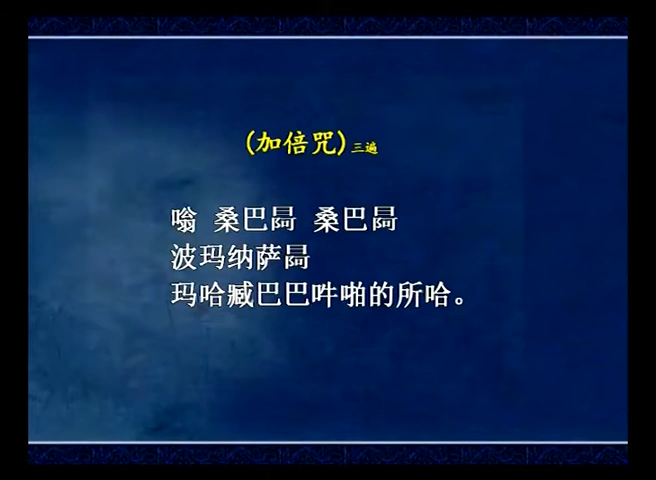 (加倍咒)三遍
嗡 桑巴局 桑巴局
波玛纳萨局
玛哈臧巴巴吽啪的所哈。